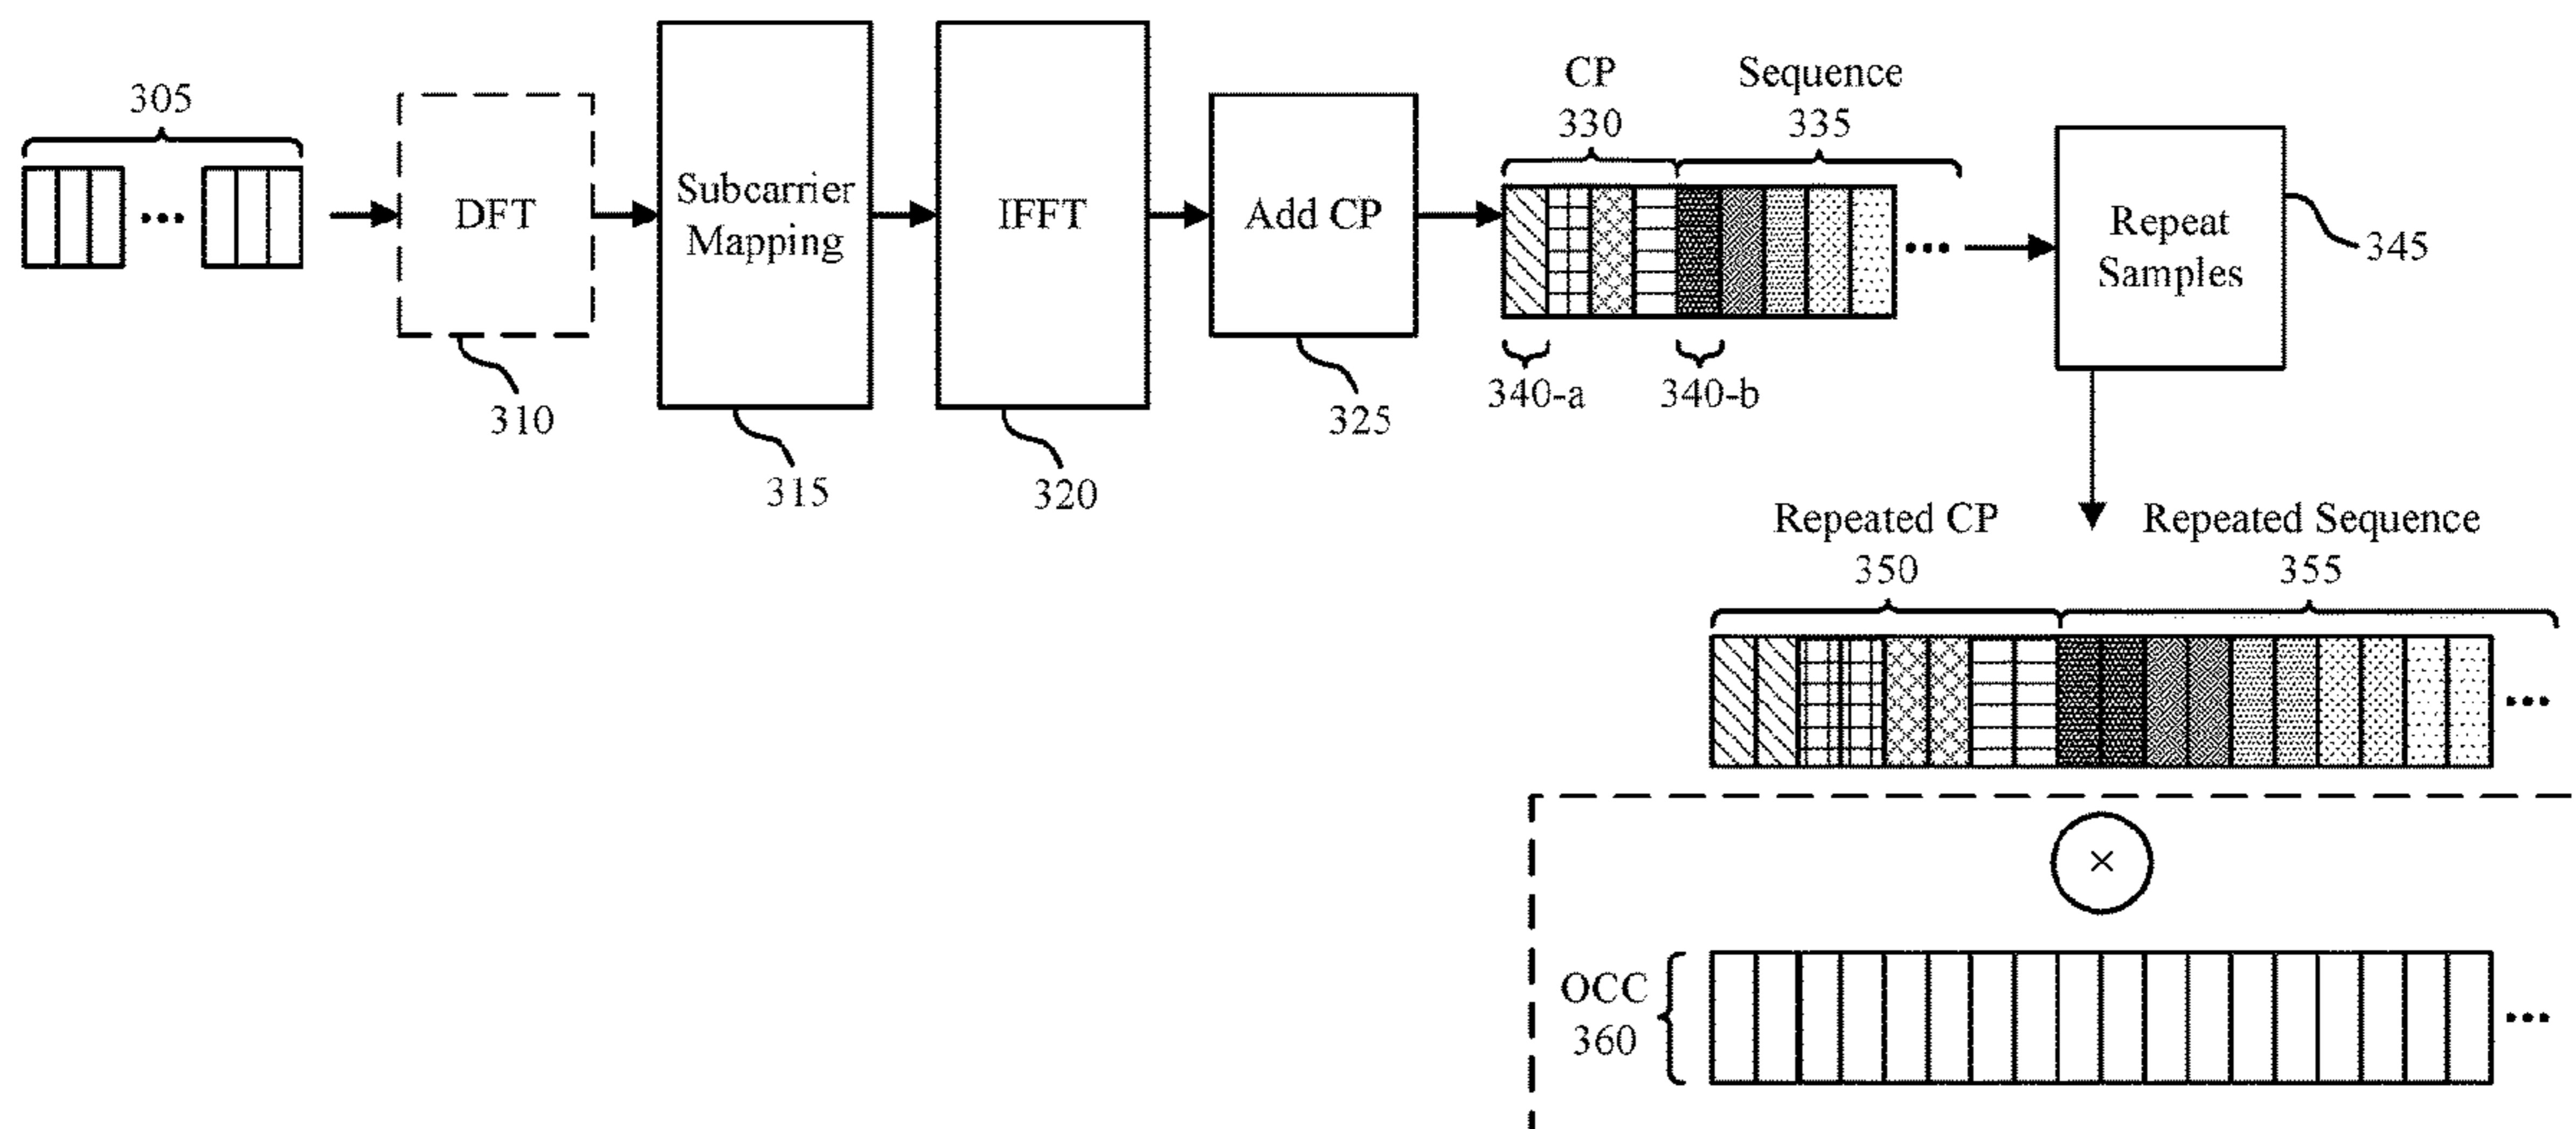 305
DFT
310
Subcarrier
Mapping
315
IFFT
320
Add CP
325
CP
330
Sequence
335
340-a
340-b
Repeat
Samples
345
Repeated CP
350
Repeated Sequence
355
×
OCC
360